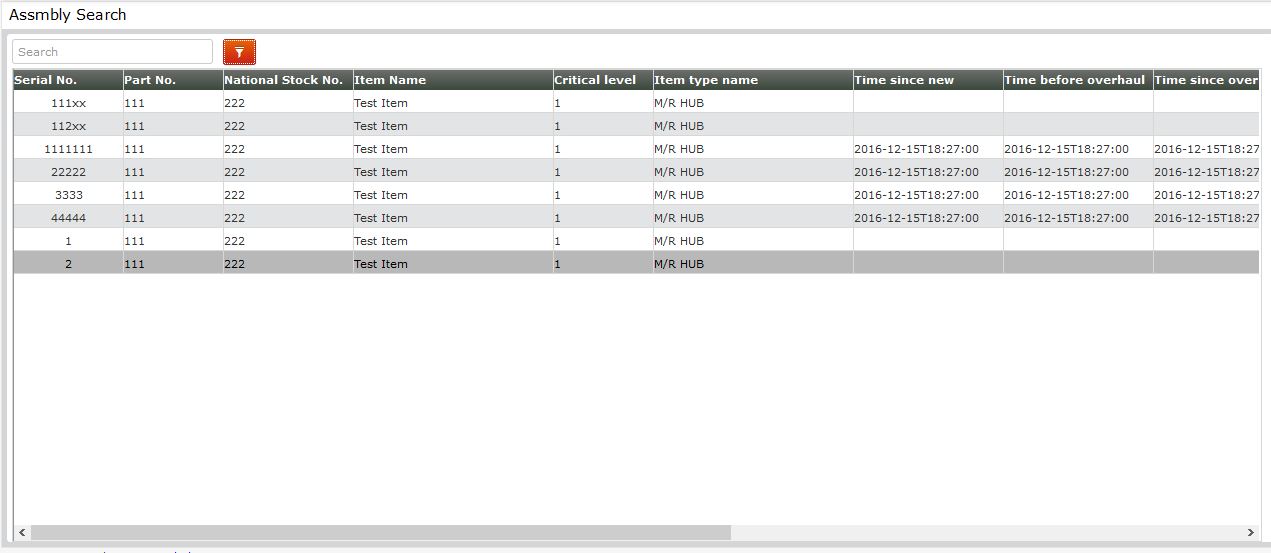 Assmbly Search
Search
Serial No. Part No. National Stock No. Item Name Critical level Item type name Time since new Time before overhaul Time since over
111xx 111 222 Test Item 1 M/R HUB
112xx 111 222 Test Item 1 M/R HUB
1111111 111 222 Test Item 1 M/R HUB 2016-12-15T18:27:00 2016-12-15T18:27:00 2016-12-15T18:27
22222 111 222 Test Item 1 M/R HUB 2016-12-15T18:27:00 2016-12-15T18:27:00 2016-12-15T18:27
3333 111 222 Test Item 1 M/R HUB 2016-12-15T18:27:00 2016-12-15T18:27:00 2016-12-15T18:27
44444 111 222 Test Item 1 M/R HUB 2016-12-15T18:27:00 2016-12-15T18:27:00 2016-12-15T18:27
1 111 222 Test Item 1 M/R HUB
2 111 222 Test Item 1 M/R HUB